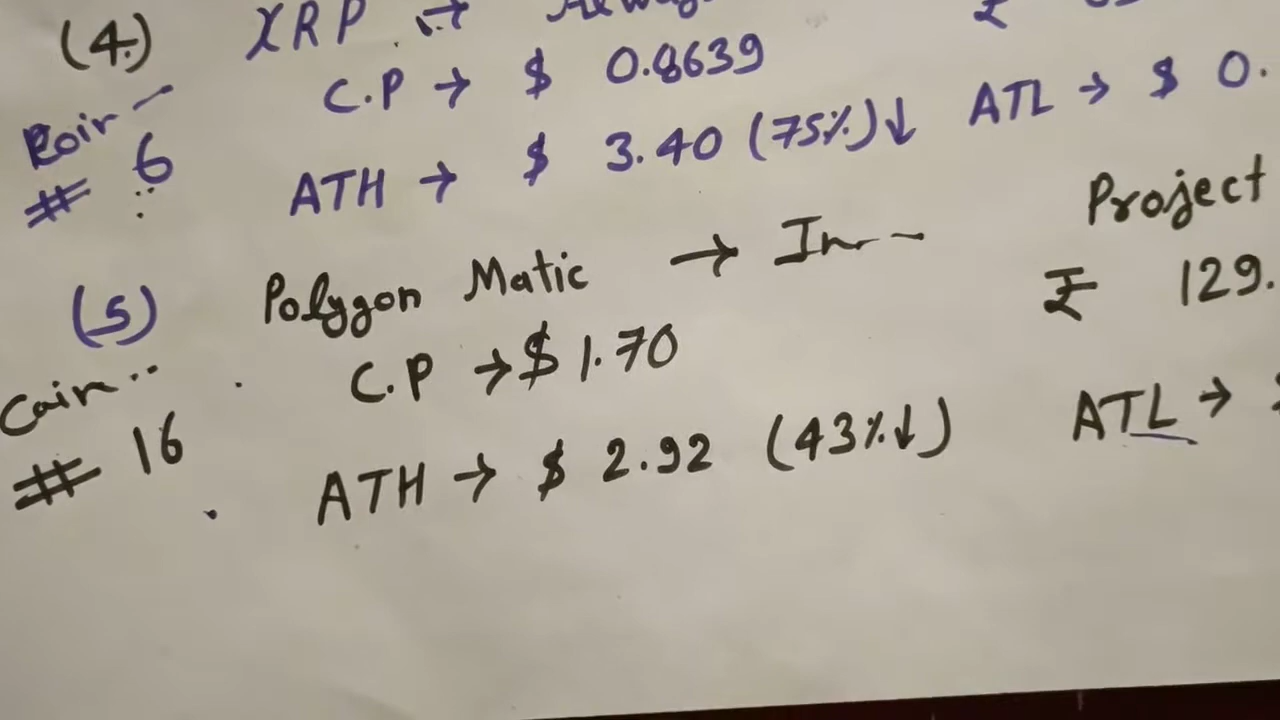 (4.) XRP →
C.P → $ 0.8639
# 6 ATH → $ 3.40 (75%)↓ ATL → $ 0.
(5) Polygon Matic → In-- Project
C.P → $ 1.70 ₹ 129.
Coin..
# 16 ATH → $ 2.92 (43%↓) ATL →